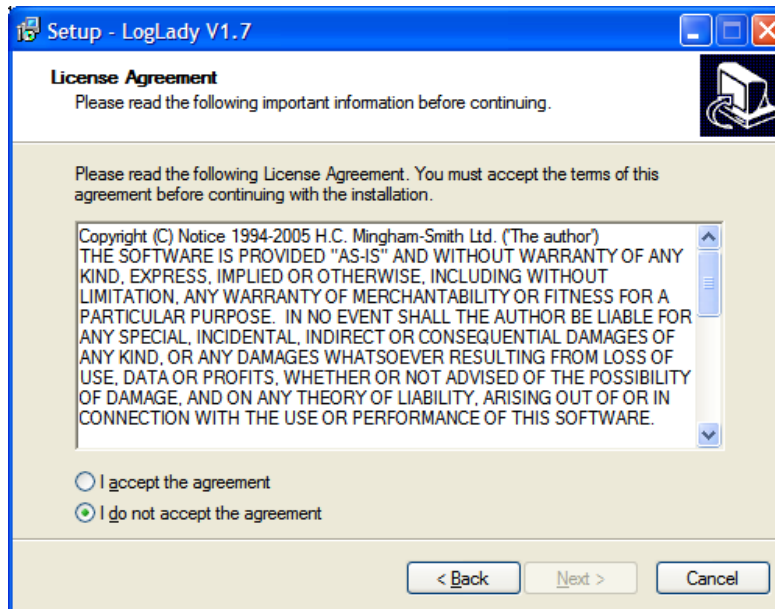 Setup - LogLady V1.7
License Agreement
Please read the following important information before continuing.
Please read the following License Agreement. You must accept the terms of this
agreement before continuing with the installation.
Copyright (C) Notice 1994-2005 H.C. Mingham-Smith Ltd. ('The author')
THE SOFTWARE IS PROVIDED "AS-IS" AND WITHOUT WARRANTY OF ANY
KIND, EXPRESS, IMPLIED OR OTHERWISE, INCLUDING WITHOUT
LIMITATION, ANY WARRANTY OF MERCHANTABILITY OR FITNESS FOR A
PARTICULAR PURPOSE.  IN NO EVENT SHALL THE AUTHOR BE LIABLE FOR
ANY SPECIAL, INCIDENTAL, INDIRECT OR CONSEQUENTIAL DAMAGES OF
ANY KIND, OR ANY DAMAGES WHATSOEVER RESULTING FROM LOSS OF
USE, DATA OR PROFITS, WHETHER OR NOT ADVISED OF THE POSSIBILITY
OF DAMAGE, AND ON ANY THEORY OF LIABILITY, ARISING OUT OF OR IN
CONNECTION WITH THE USE OR PERFORMANCE OF THIS SOFTWARE.
I accept the agreement
I do not accept the agreement
< Back Next > Cancel